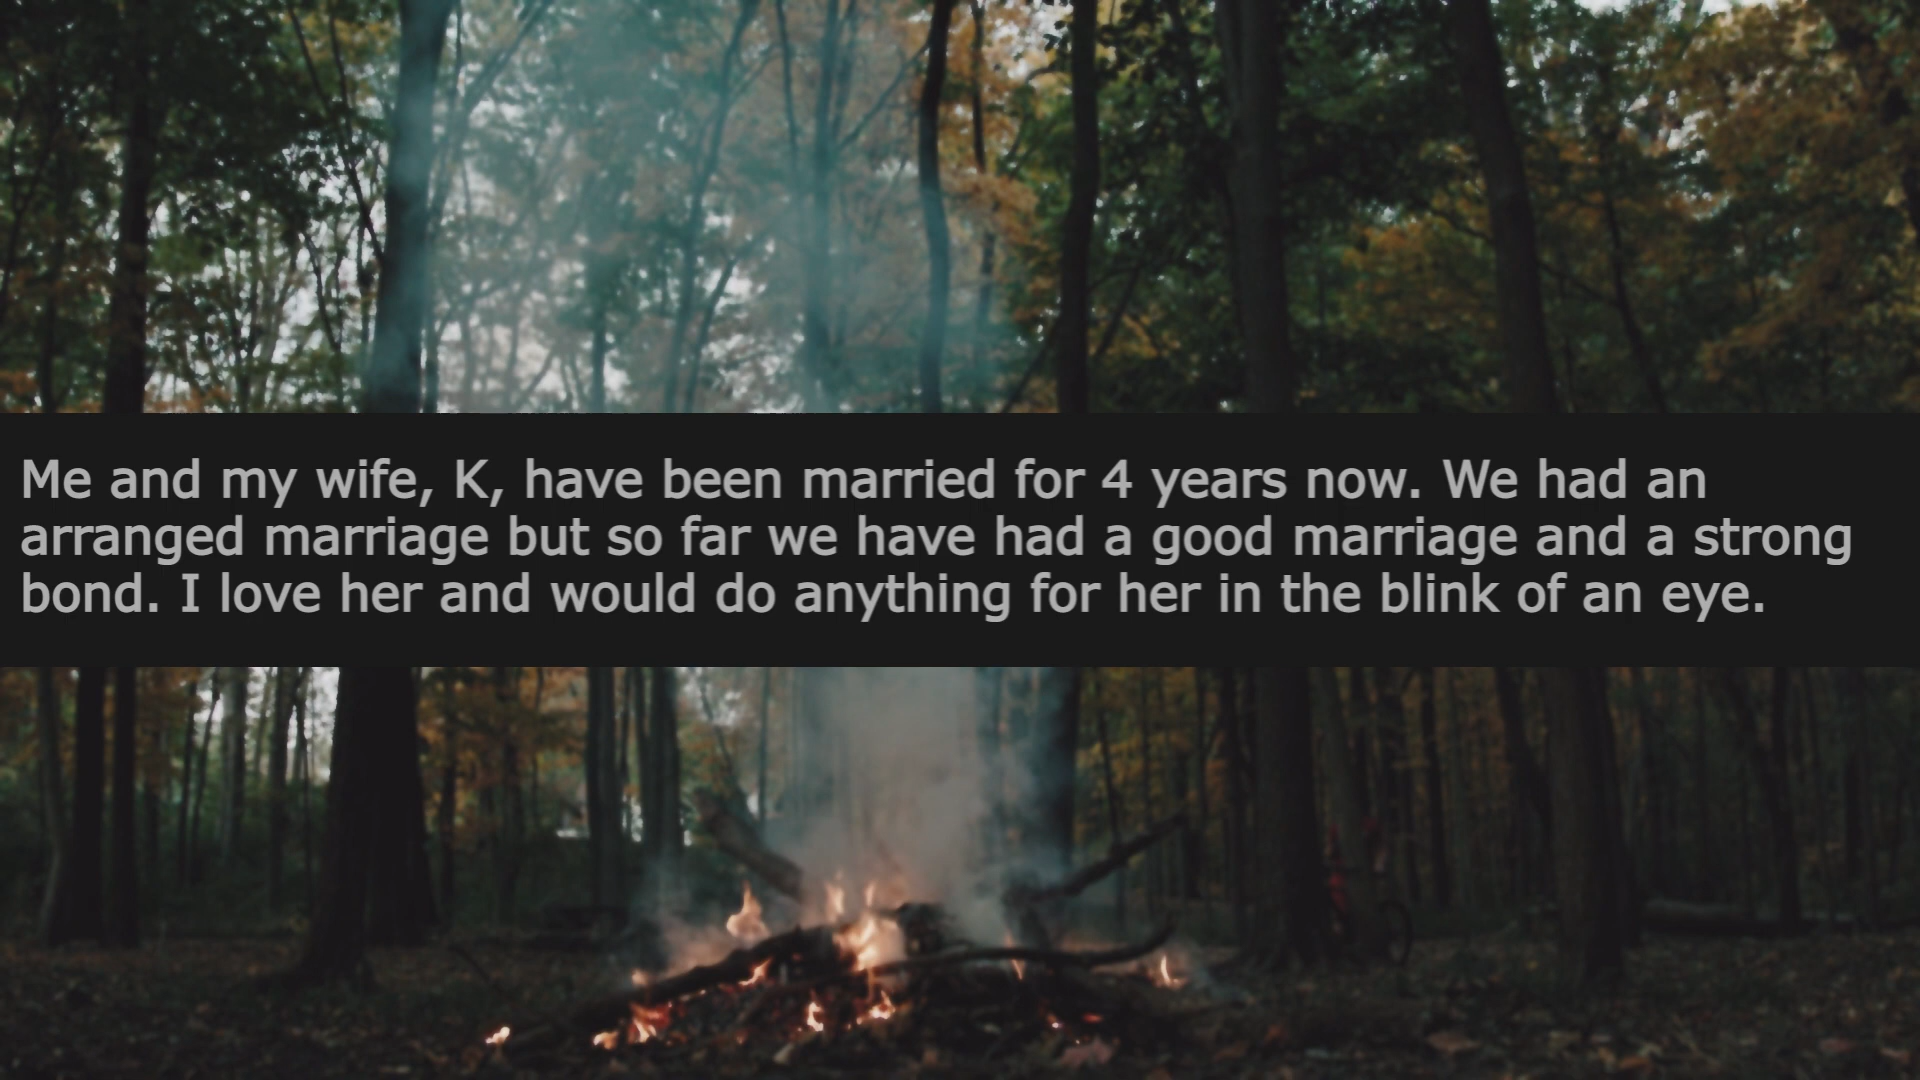 Me and my wife, K, have been married for 4 years now. We had an
arranged marriage but so far we have had a good marriage and a strong
bond. I love her and would do anything for her in the blink of an eye.